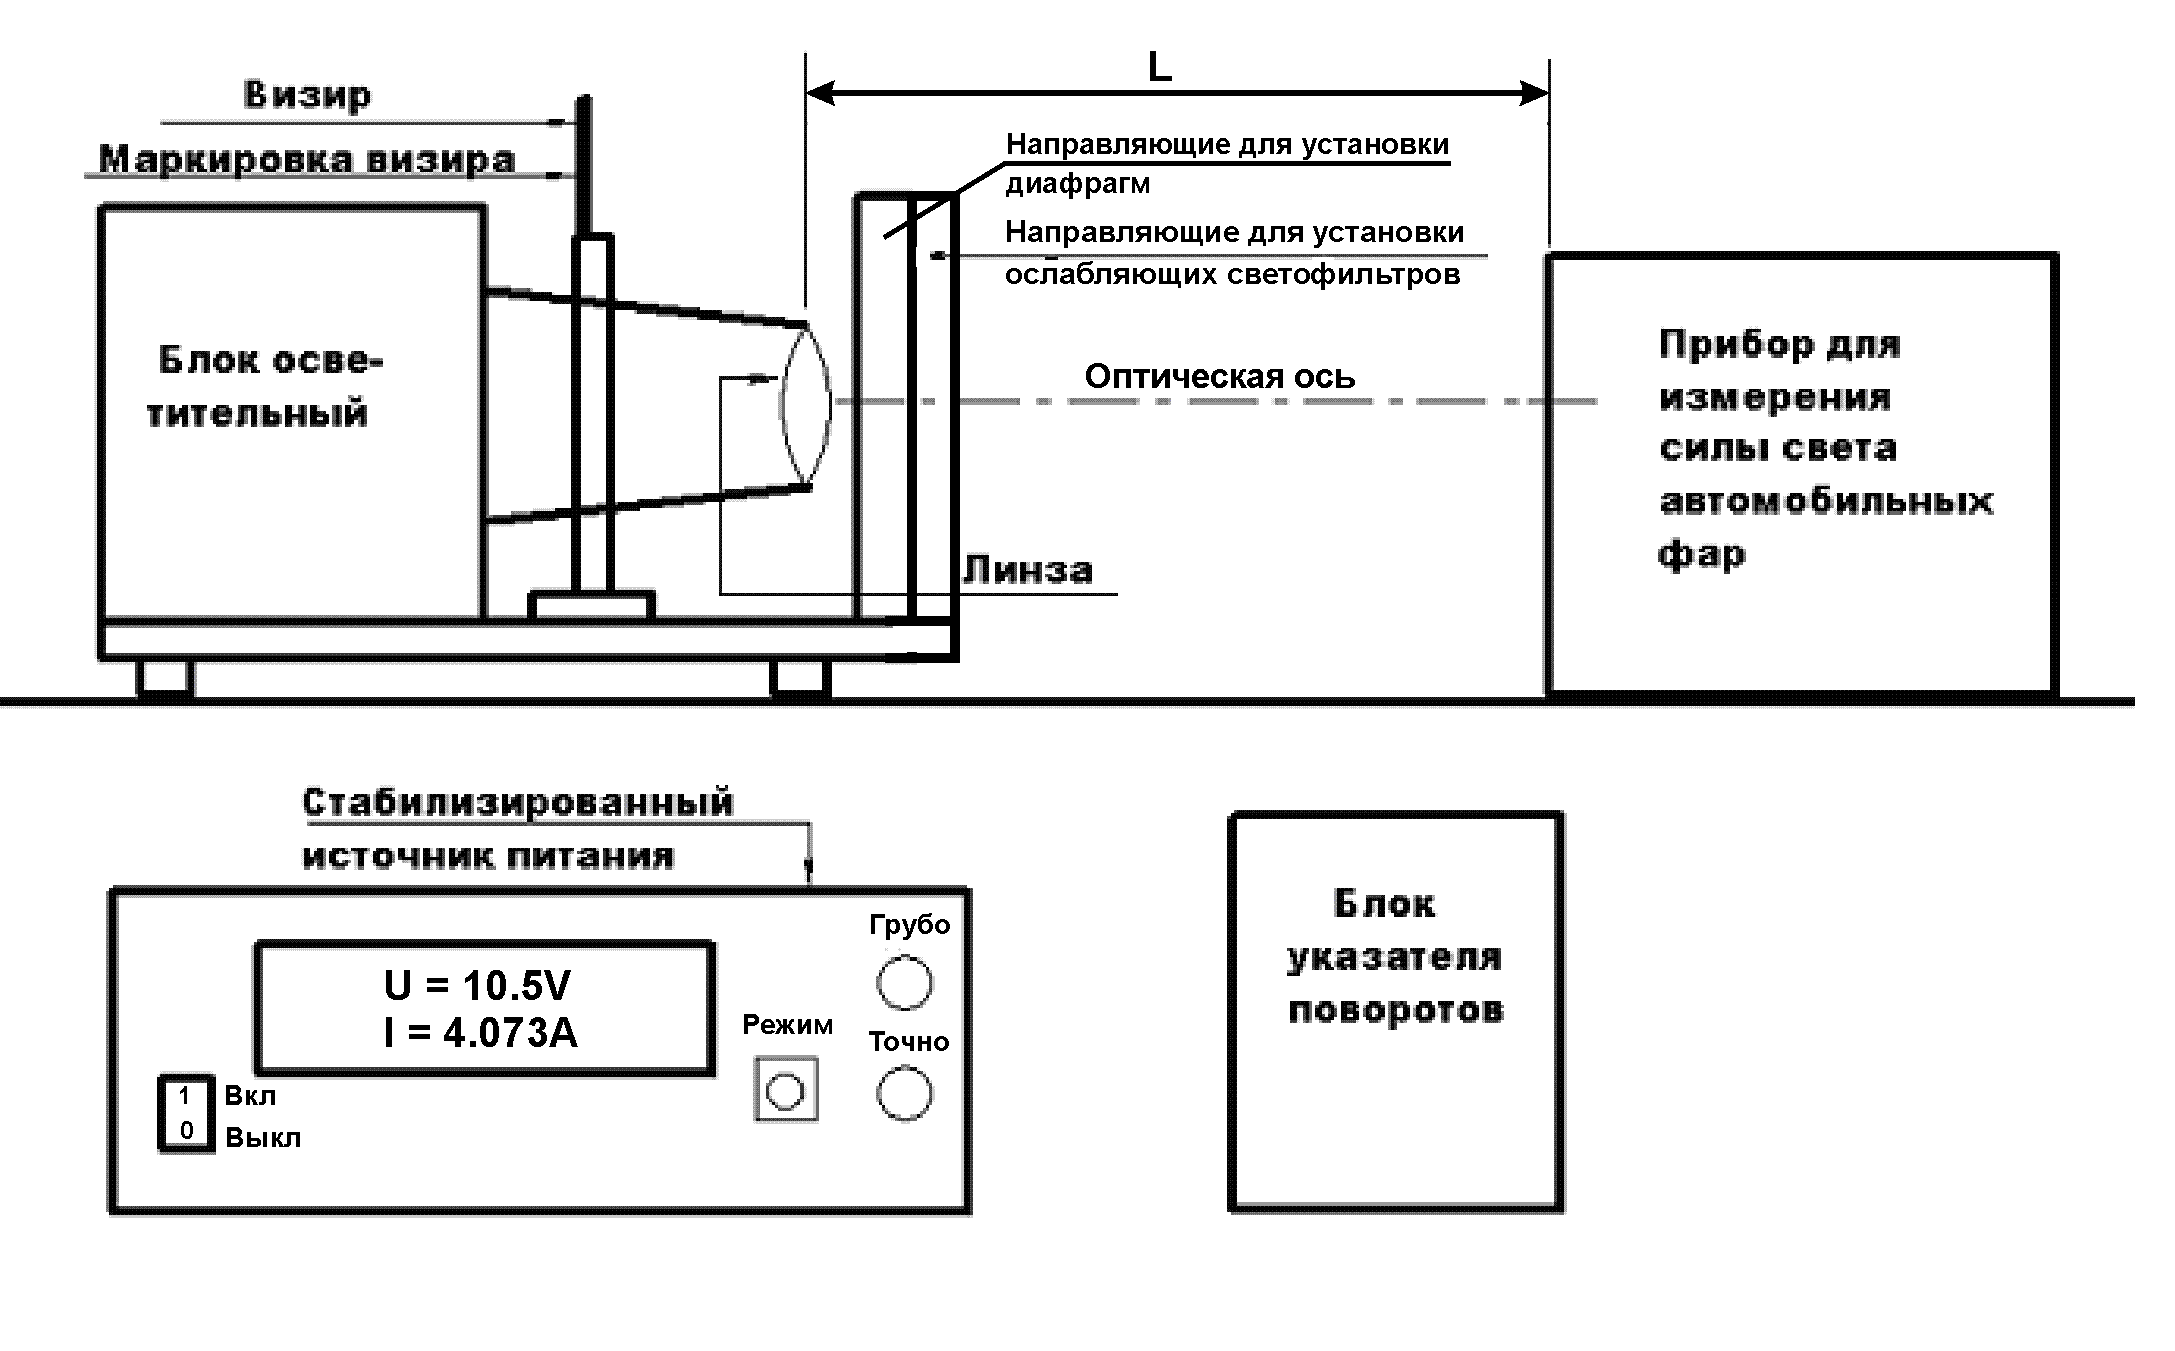 L
Визир
Маркировка визира
Направляющие для установки
диафрагм
Направляющие для установки
ослабляющих светофильтров
Блок осве-
тительный
Оптическая ось
Прибор для
измерения
силы света
автомобильных
фар
Линза
Стабилизированный
источник питания
U = 10.5V
I = 4.073A
Грубо
Режим
Точно
1 Вкл
0 Выкл
Блок
указателя
поворотов